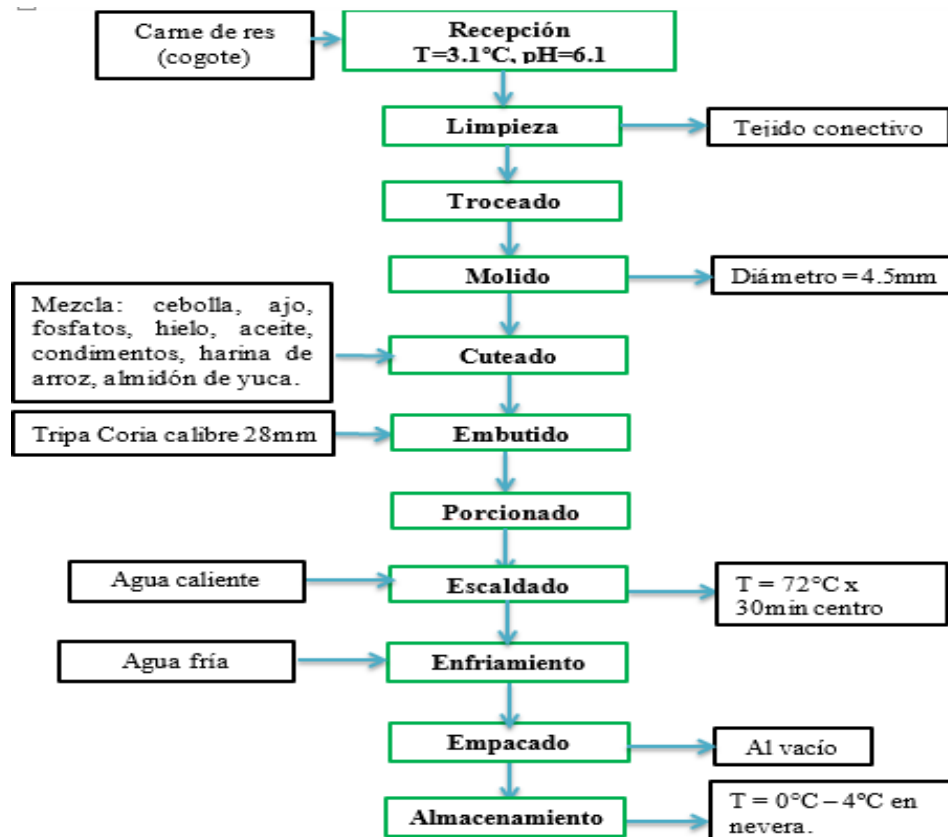 Carne de res
(cogote)
Recepción
T=3.1°C, pH=6.1
Limpieza
Tejido conectivo
Troceado
Molido
Diámetro = 4.5mm
Mezcla: cebolla, ajo,
fosfatos, hielo, aceite,
condimentos, harina de
arroz, almidón de yuca.
Cuteado
Tripa Coria calibre 28mm
Embutido
Porcionado
Agua caliente
Escaldado
T = 72°C x
30min centro
Agua fría
Enfriamiento
Empacado
Al vacío
Almacenamiento
T = 0°C – 4°C en
nevera.